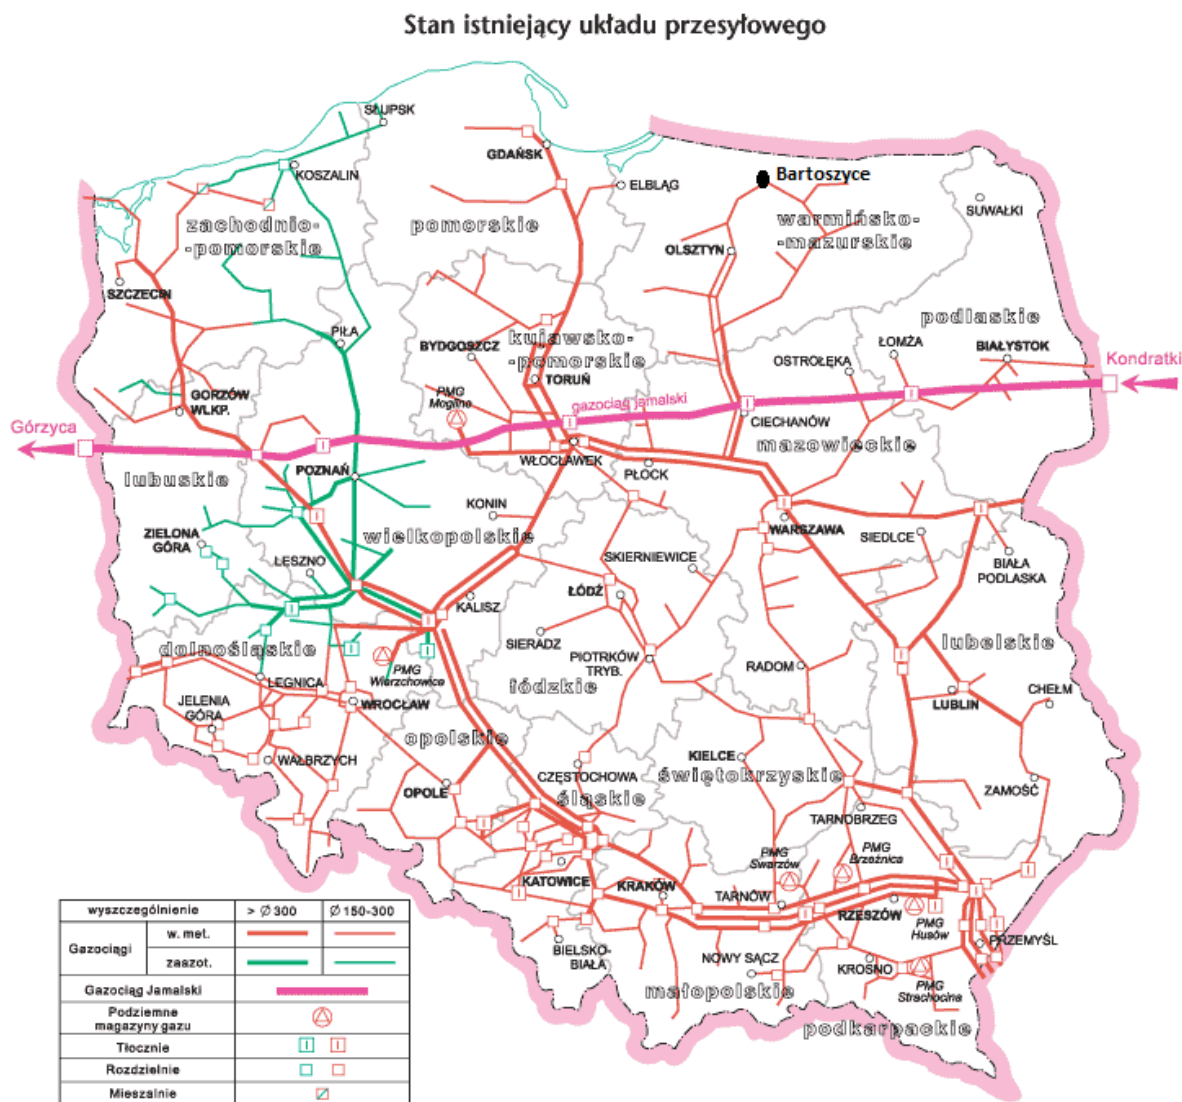 Stan istniejący układu przesyłowego
SŁUPSK
GDAŃSK
KOSZALIN
ELBLĄG
Bartoszyce
SUWAŁKI
zachodnio-
-pomorskie
pomorskie
warmińsko-
-mazurskie
OLSZTYN
SZCZECIN
PIŁA
BYDGOSZCZ
kujawsko-
-pomorskie
podlaskie
OSTROŁĘKA
ŁOMŻA
BIAŁYSTOK
Kondratki
TORUŃ
PMG
Mogilno
GORZÓW
WLKP.
gazociąg jamalski
CIECHANÓW
mazowieckie
Górzyca
lubuskie
POZNAŃ
WŁOCŁAWEK
PŁOCK
KONIN
wielkopolskie
ZIELONA
GÓRA
WARSZAWA
SIEDLCE
BIAŁA
PODLASKA
LESZNO
SKIERNIEWICE
ŁÓDŹ
KALISZ
SIERADZ
dolnośląskie
PMG
Wierzchowice
PIOTRKÓW
TRYB.
łódzkie
RADOM
lubelskie
LEGNICA
JELENIA
GÓRA
WROCŁAW
LUBLIN
CHEŁM
opolskie
WAŁBRZYCH
KIELCE
świętokrzyskie
CZĘSTOCHOWA
śląskie
OPOLE
ZAMOŚĆ
TARNOBRZEG
PMG
Swarzów
PMG
Brzeźnica
KATOWICE
KRAKÓW
TARNÓW
RZESZÓW
PMG
Husów
PRZEMYŚL
BIELSKO-
BIAŁA
NOWY SĄCZ
KROSNO
PMG
Strachocina
małopolskie
podkarpackie
wyszczególnienie > Ø 300 Ø 150-300
Gazociągi w. met.
zaszot.
Gazociąg Jamalski
Podziemne
magazyny gazu
Tłocznie
Rozdzielnie
Mieszalnie